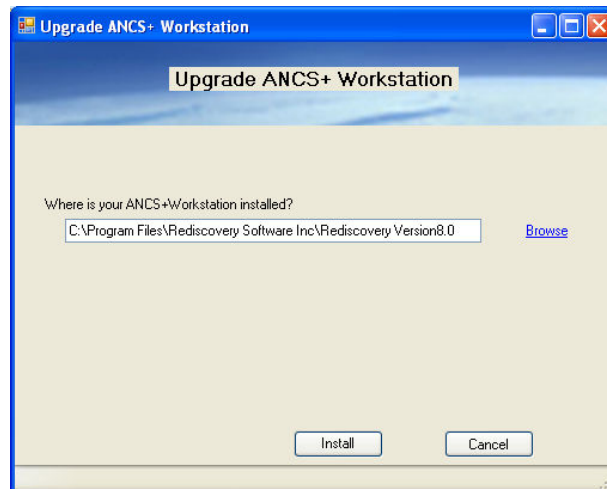 Upgrade ANCS+ Workstation
Upgrade ANCS+ Workstation
Where is your ANCS+Workstation installed?
C:\Program Files\Rediscovery Software Inc\Rediscovery Version8.0 Browse
Install Cancel